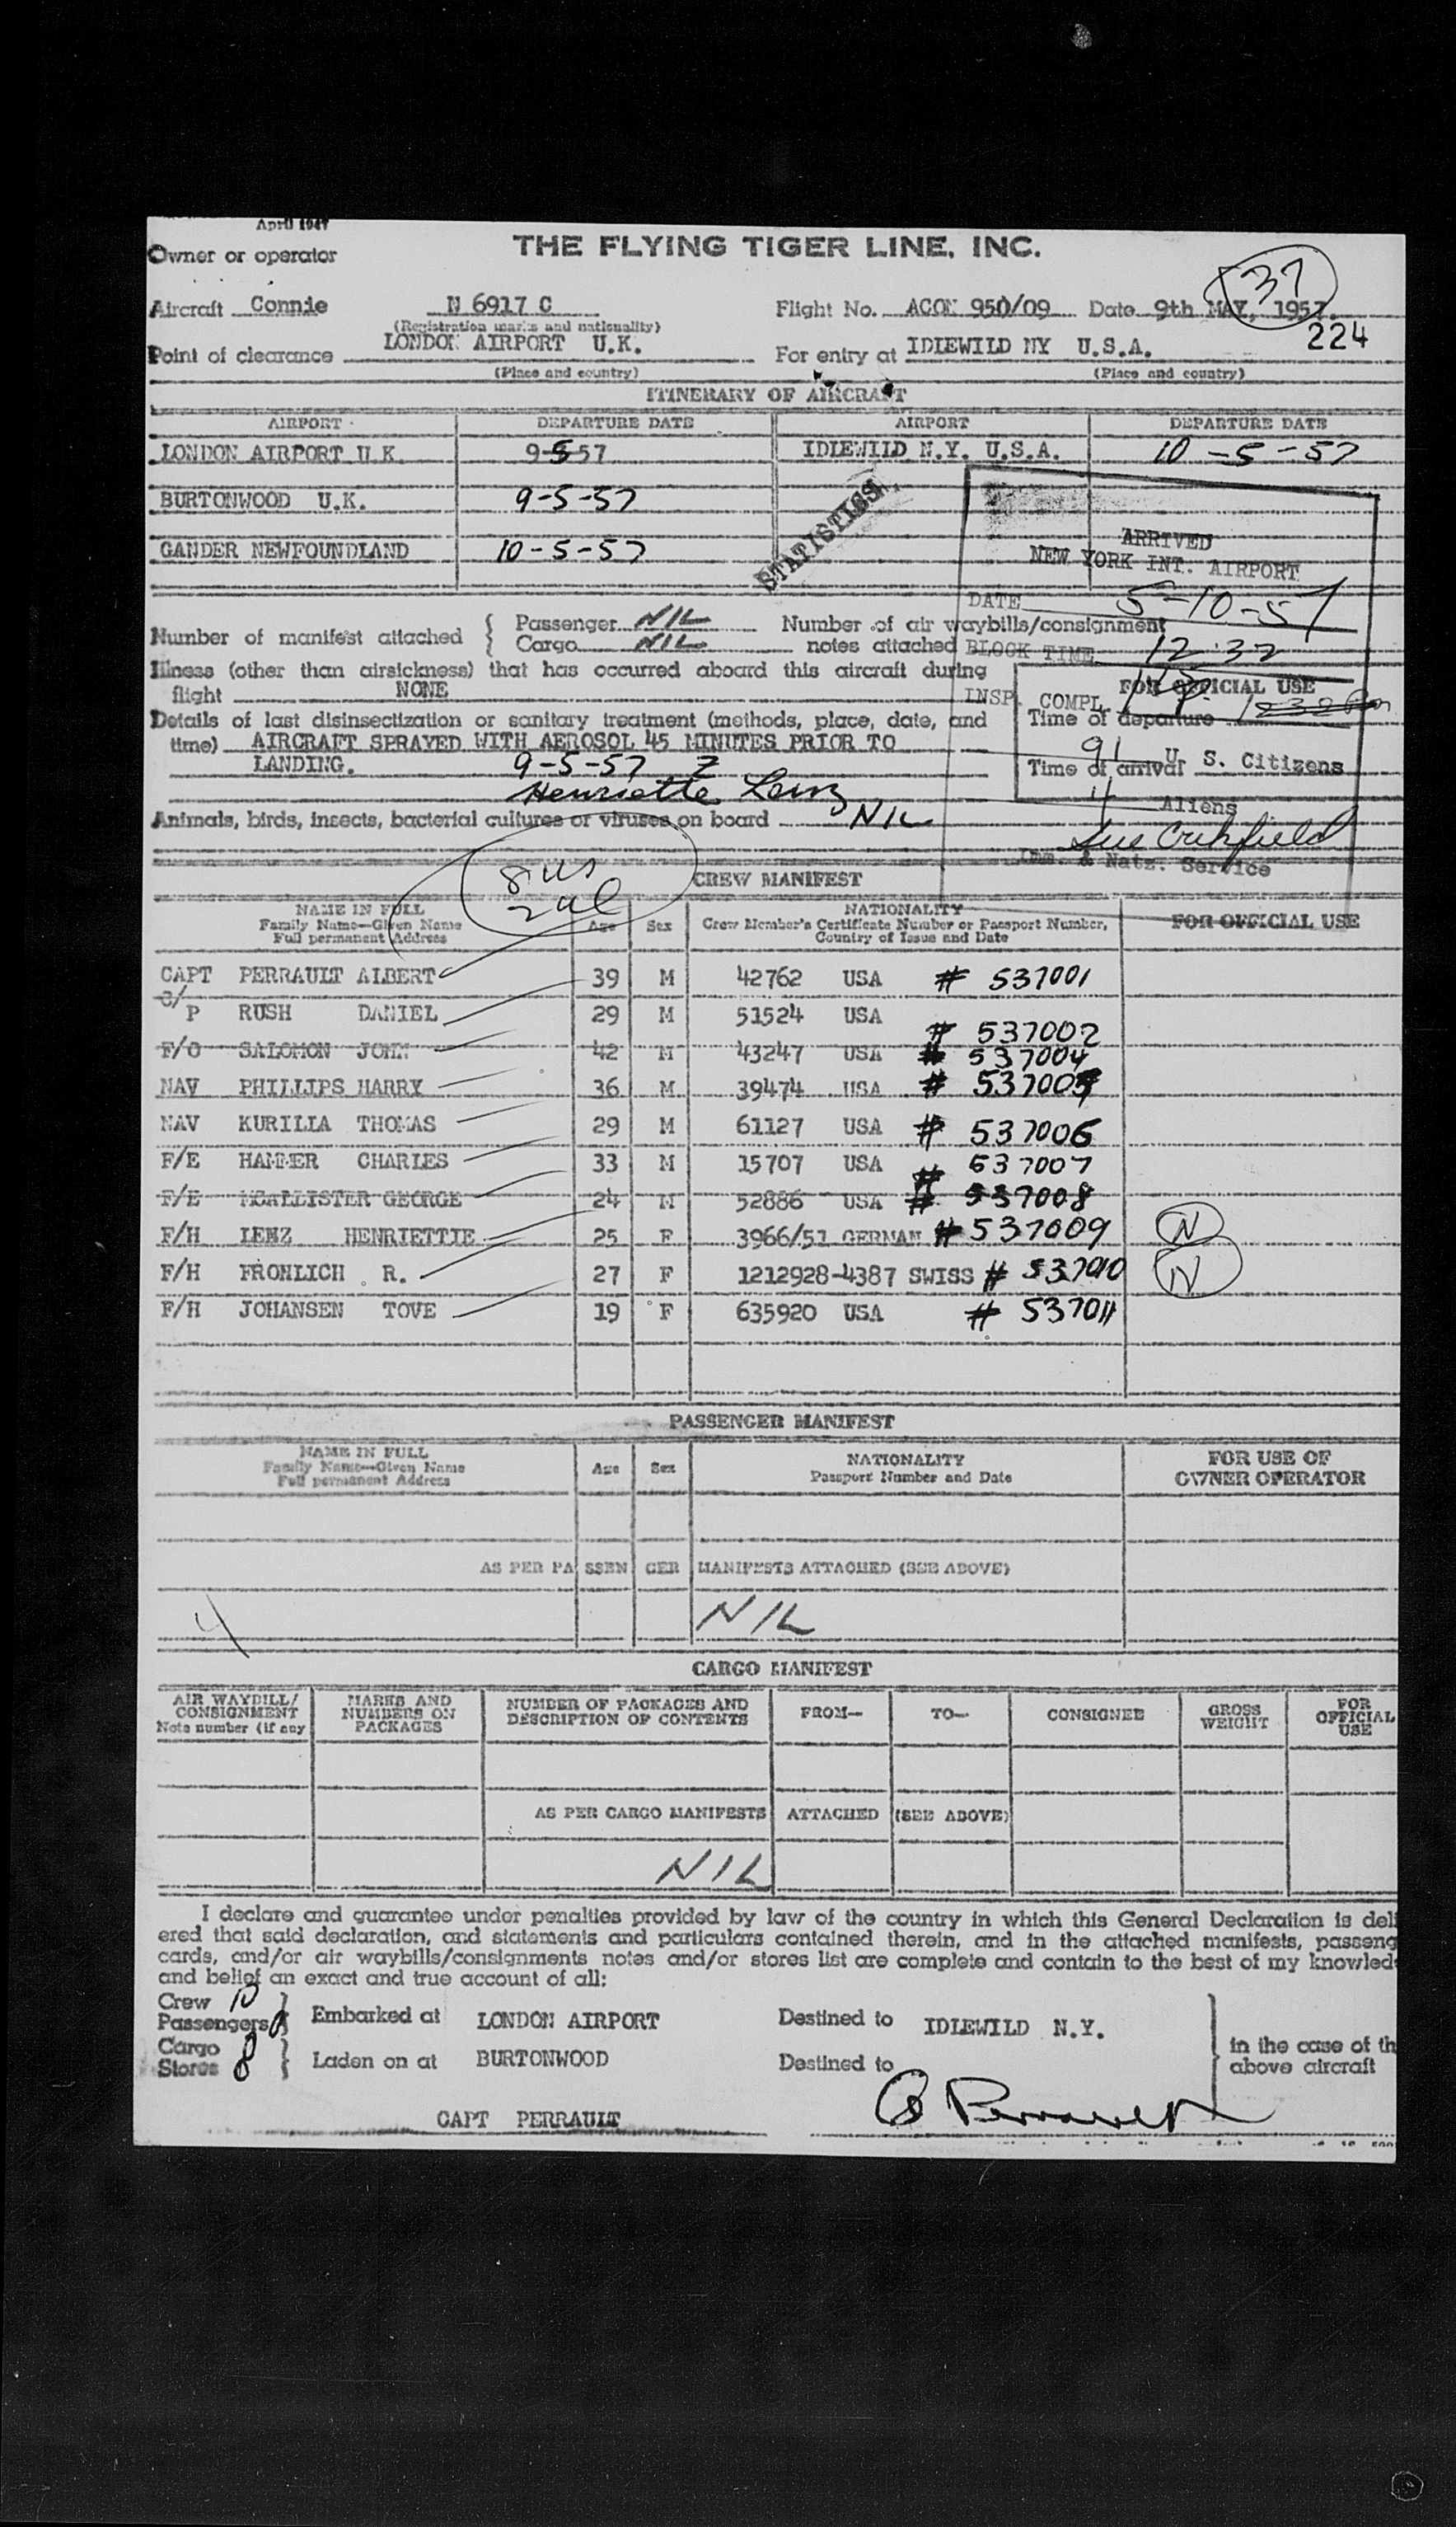 April 1947
Owner or operator THE FLYING TIGER LINE, INC.
37
Aircraft Connie N 6917 C Flight No. ACON 950/09 Date 9th MAY, 1957.
(Registration marks and nationality)
224
Point of clearance LONDON AIRPORT U.K. For entry at IDLEWILD NY U.S.A.
(Place and country) (Place and country)
ITINERARY OF AIRCRAFT
AIRPORT DEPARTURE DATE AIRPORT DEPARTURE DATE
LONDON AIRPORT U K 9-5-57 IDLEWILD N.Y. U.S.A. 10-5-57
BURTONWOOD U.K. 9-5-57
STATISTICS
GANDER NEWFOUNDLAND 10-5-57
ARRIVED
NEW YORK INT. AIRPORT
DATE 5-10-57
Number of manifest attached { Passenger NIL Number of air waybills/consignment
Cargo NIL notes attached
BLOCK TIME 12:32
Illness (other than airsickness) that has occurred aboard this aircraft during
flight NONE
INSP. COMPL
FOR OFFICIAL USE
Details of last disinsectization or sanitary treatment (methods, place, date, and
Time of departure
time) AIRCRAFT SPRAYED WITH AEROSOL 45 MINUTES PRIOR TO
LANDING. 9-5-57 Z
91 U. S. Citizens
Time of arrival
Henriette Lenz
4 Aliens
Animals, birds, insects, bacterial cultures or viruses on board NIL
Imm. & Natz. Service
8 US
2 al
CREW MANIFEST
NAME IN FULL NATIONALITY
Family Name—Given Name Age Sex Crew Member's Certificate Number or Passport Number, FOR OFFICIAL USE
Full permanent Address Country of Issue and Date
CAPT PERRAULT ALBERT 39 M 42762 USA # 537001
C/P RUSH DANIEL 29 M 51524 USA # 537002
F/O SALOMON JOHN 42 M 43247 USA # 537004
NAV PHILLIPS HARRY 36 M 39474 USA # 537005
NAV KURILLA THOMAS 29 M 61127 USA # 537006
F/E HAMMER CHARLES 33 M 15707 USA # 537007
F/E MCALLISTER GEORGE 24 M 52886 USA # 537008
F/H LENZ HENRIETTIE 25 F 3966/51 GERMAN # 537009 N
F/H FROHLICH R. 27 F 1212928-4387 SWISS # 537010 N
F/H JOHANSEN TOVE 19 F 635920 USA # 537011
PASSENGER MANIFEST
NAME IN FULL NATIONALITY FOR USE OF
Family Name—Given Name Age Sex Passport Number and Date OWNER OPERATOR
Full permanent Address
AS PER PASSENGER MANIFESTS ATTACHED (SEE ABOVE)
NIL
CARGO MANIFEST
AIR WAYBILL/ MARKS AND NUMBER OF PACKAGES AND FROM— TO— CONSIGNEE GROSS FOR
CONSIGNMENT NUMBERS ON DESCRIPTION OF CONTENTS WEIGHT OFFICIAL
Note number (if any PACKAGES USE
AS PER CARGO MANIFESTS ATTACHED (SEE ABOVE)
NIL
I declare and guarantee under penalties provided by law of the country in which this General Declaration is deli
ered that said declaration, and statements and particulars contained therein, and in the attached manifests, passeng
cards, and/or air waybills/consignments notes and/or stores list are complete and contain to the best of my knowled
and belief an exact and true account of all:
Crew 10
Passengers } Embarked at LONDON AIRPORT Destined to IDLEWILD N.Y.
Cargo in the case of th
Stores } Laden on at BURTONWOOD Destined to above aircraft
CAPT PERRAULT A Perrault